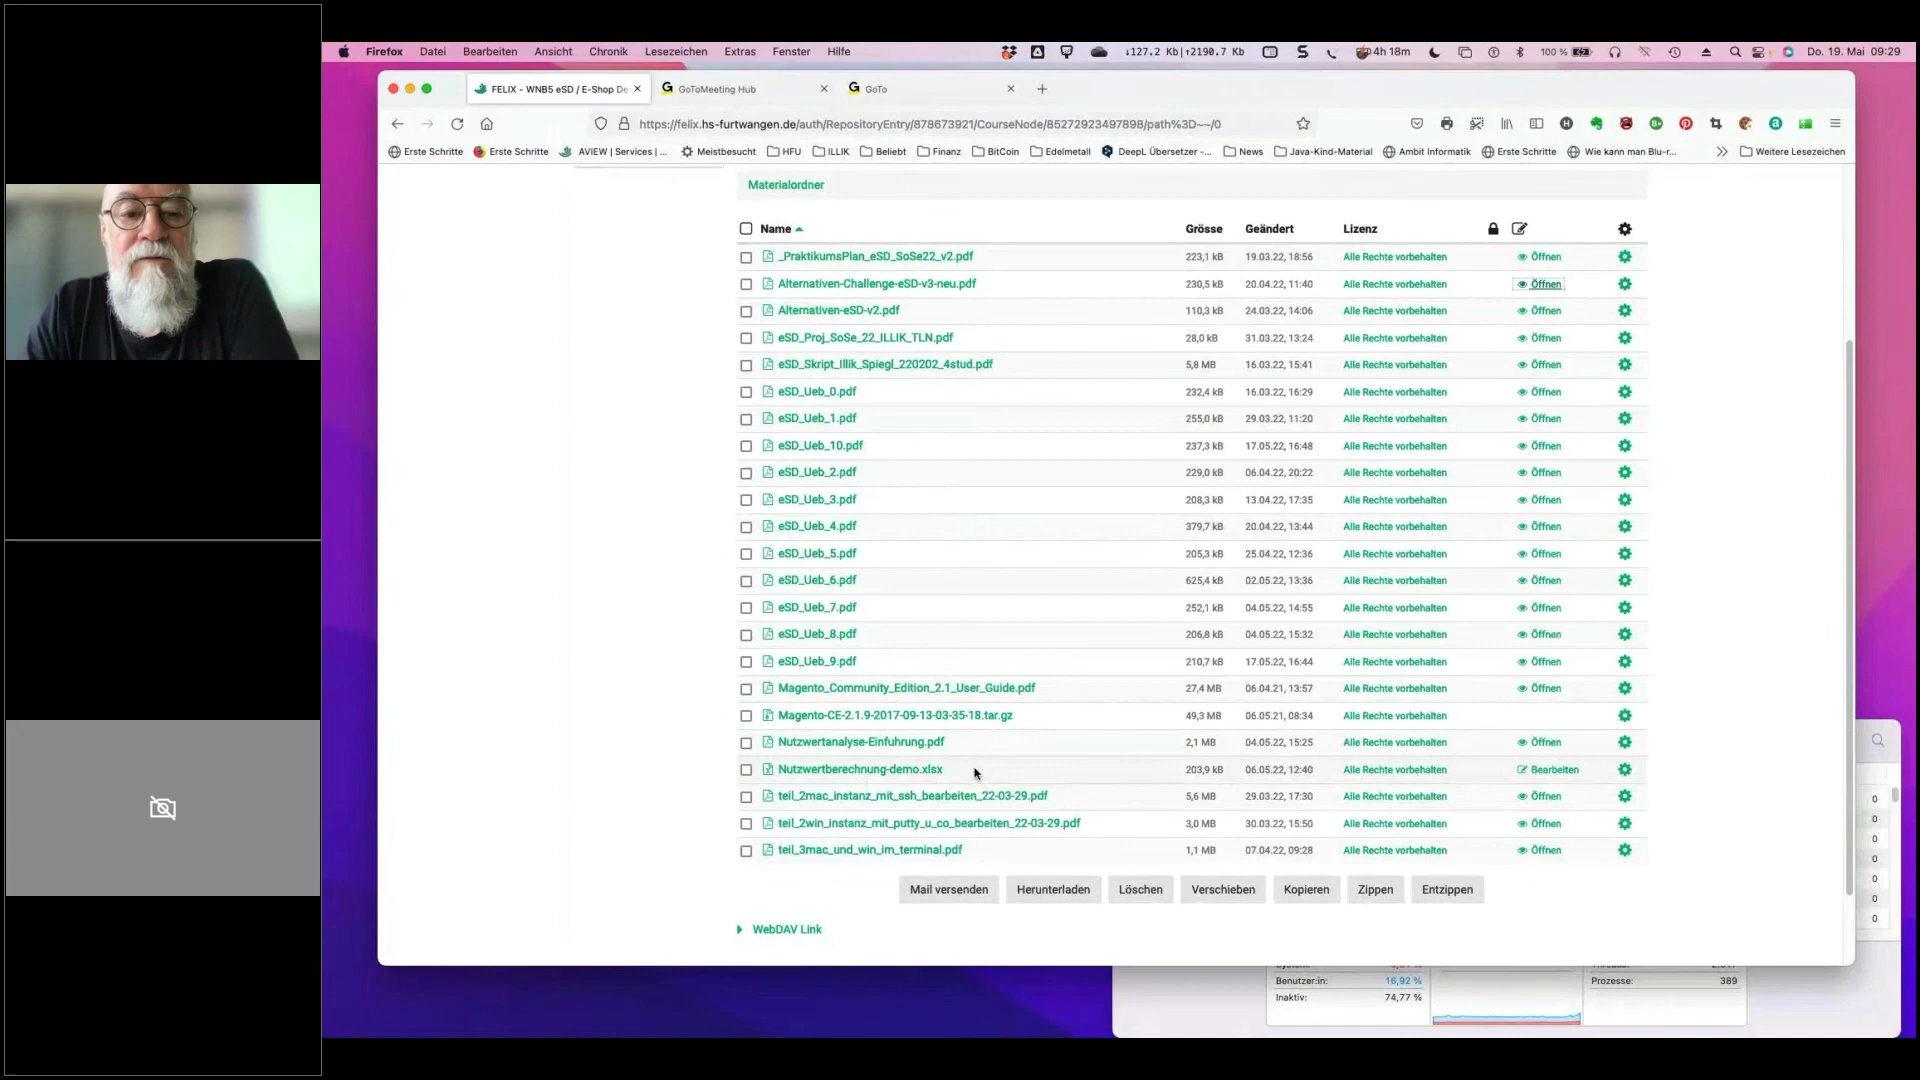 Firefox Datei Bearbeiten Ansicht Chronik Lesezeichen Extras Fenster Hilfe ↓127.2 Kb|↑2190.7 Kb 4h 18m 100 % Do. 19. Mai 09:29
FELIX - WNB5 eSD / E-Shop De GoToMeeting Hub GoTo
https://felix.hs-furtwangen.de/auth/RepositoryEntry/878673921/CourseNode/85272923497898/path%3D~~/0
Erste Schritte Erste Schritte AVIEW | Services | ... Meistbesucht HFU ILLIK Beliebt Finanz BitCoin Edelmetall DeepL Übersetzer -... News Java-Kind-Material Ambit Informatik Erste Schritte Wie kann man Blu-r... Weitere Lesezeichen
Materialordner
Name Grösse Geändert Lizenz
_PraktikumsPlan_eSD_SoSe22_v2.pdf 223,1 kB 19.03.22, 18:56 Alle Rechte vorbehalten Öffnen
Alternativen-Challenge-eSD-v3-neu.pdf 230,5 kB 20.04.22, 11:40 Alle Rechte vorbehalten Öffnen
Alternativen-eSD-v2.pdf 110,3 kB 24.03.22, 14:06 Alle Rechte vorbehalten Öffnen
eSD_Proj_SoSe_22_ILLIK_TLN.pdf 28,0 kB 31.03.22, 13:24 Alle Rechte vorbehalten Öffnen
eSD_Skript_Illik_Spiegl_220202_4stud.pdf 5,8 MB 16.03.22, 15:41 Alle Rechte vorbehalten Öffnen
eSD_Ueb_0.pdf 232,4 kB 16.03.22, 16:29 Alle Rechte vorbehalten Öffnen
eSD_Ueb_1.pdf 255,0 kB 29.03.22, 11:20 Alle Rechte vorbehalten Öffnen
eSD_Ueb_10.pdf 237,3 kB 17.05.22, 16:48 Alle Rechte vorbehalten Öffnen
eSD_Ueb_2.pdf 229,0 kB 06.04.22, 20:22 Alle Rechte vorbehalten Öffnen
eSD_Ueb_3.pdf 208,3 kB 13.04.22, 17:35 Alle Rechte vorbehalten Öffnen
eSD_Ueb_4.pdf 379,7 kB 20.04.22, 13:44 Alle Rechte vorbehalten Öffnen
eSD_Ueb_5.pdf 205,3 kB 25.04.22, 12:36 Alle Rechte vorbehalten Öffnen
eSD_Ueb_6.pdf 625,4 kB 02.05.22, 13:36 Alle Rechte vorbehalten Öffnen
eSD_Ueb_7.pdf 252,1 kB 04.05.22, 14:55 Alle Rechte vorbehalten Öffnen
eSD_Ueb_8.pdf 206,8 kB 04.05.22, 15:32 Alle Rechte vorbehalten Öffnen
eSD_Ueb_9.pdf 210,7 kB 17.05.22, 16:44 Alle Rechte vorbehalten Öffnen
Magento_Community_Edition_2.1_User_Guide.pdf 27,4 MB 06.04.21, 13:57 Alle Rechte vorbehalten Öffnen
Magento-CE-2.1.9-2017-09-13-03-35-18.tar.gz 49,3 MB 06.05.21, 08:34 Alle Rechte vorbehalten
Nutzwertanalyse-Einfuhrung.pdf 2,1 MB 04.05.22, 15:25 Alle Rechte vorbehalten Öffnen
Nutzwertberechnung-demo.xlsx 203,9 kB 06.05.22, 12:40 Alle Rechte vorbehalten Bearbeiten
teil_2mac_instanz_mit_ssh_bearbeiten_22-03-29.pdf 5,6 MB 29.03.22, 17:30 Alle Rechte vorbehalten Öffnen
teil_2win_instanz_mit_putty_u_co_bearbeiten_22-03-29.pdf 3,0 MB 30.03.22, 15:50 Alle Rechte vorbehalten Öffnen
teil_3mac_und_win_im_terminal.pdf 1,1 MB 07.04.22, 09:28 Alle Rechte vorbehalten Öffnen
Mail versenden Herunterladen Löschen Verschieben Kopieren Zippen Entzippen
WebDAV Link
0
0
0
0
0
0
0
Benutzer:in: 16,92 % Prozesse: 389
Inaktiv: 74,77 %